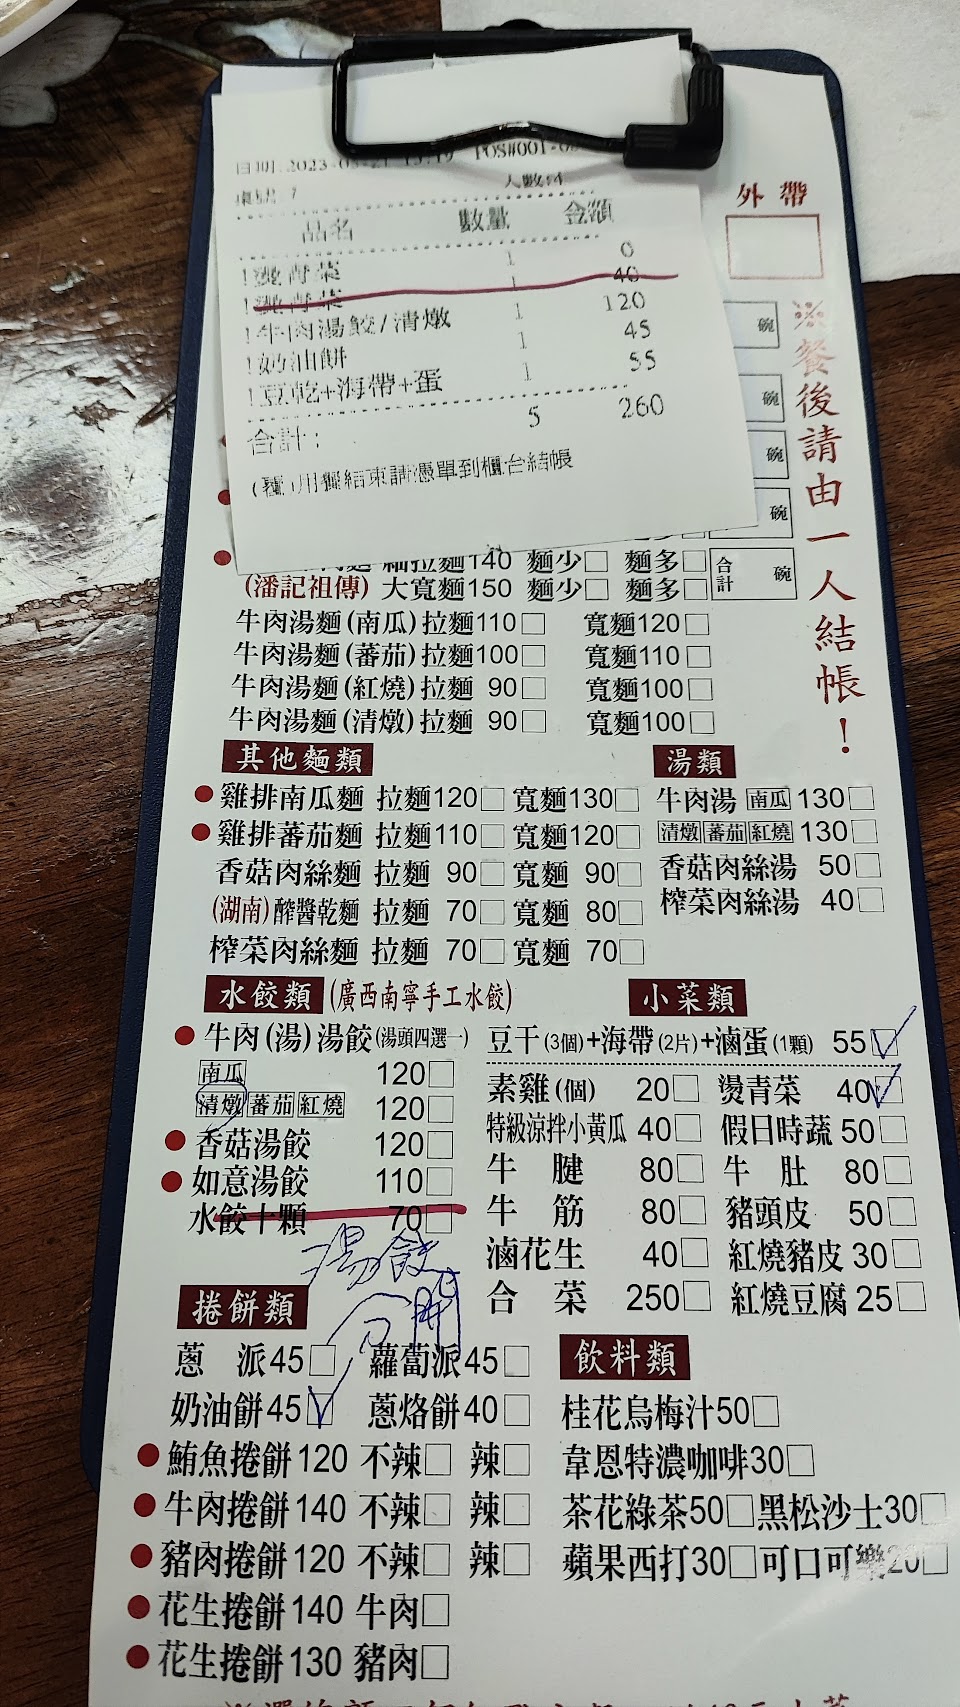 外帶
品名 數量 金額
!燙青菜 1 0
!燙青菜 1 40
!牛肉湯餃/清燉 1 120
!奶油餅 1 45
!豆乾+海帶+蛋 1 55
合計: 5 260
用餐結束請憑單到櫃台結帳
碗
碗
碗
碗
合計 碗
※餐後請由一人結帳！
拉麵140 麵少□ 麵多□
(潘記祖傳) 大寬麵150 麵少□ 麵多□
牛肉湯麵(南瓜)拉麵110□ 寬麵120□
牛肉湯麵(蕃茄)拉麵100□ 寬麵110□
牛肉湯麵(紅燒)拉麵 90□ 寬麵100□
牛肉湯麵(清燉)拉麵 90□ 寬麵100□
其他麵類
雞排南瓜麵 拉麵120□ 寬麵130□
雞排蕃茄麵 拉麵110□ 寬麵120□
香菇肉絲麵 拉麵 90□ 寬麵 90□
(湖南)醡醬乾麵 拉麵 70□ 寬麵 80□
榨菜肉絲麵 拉麵 70□ 寬麵 70□
湯類
牛肉湯 南瓜 130□
清燉 蕃茄 紅燒 130□
香菇肉絲湯 50□
榨菜肉絲湯 40□
水餃類 (廣西南寧手工水餃)
牛肉(湯)湯餃(湯頭四選一)
南瓜 120□
清燉 蕃茄 紅燒 120□
香菇湯餃 120□
如意湯餃 110□
水餃十顆 70□
湯餃
分開
小菜類
豆干(3個)+海帶(2片)+滷蛋(1顆) 55□
素雞(個) 20□ 燙青菜 40□
特級涼拌小黃瓜 40□ 假日時蔬 50□
牛腱 80□ 牛肚 80□
牛筋 80□ 豬頭皮 50□
滷花生 40□ 紅燒豬皮 30□
合菜 250□ 紅燒豆腐 25□
捲餅類
蔥派45□ 蘿蔔派45□
奶油餅45□ 蔥烙餅40□
鮪魚捲餅120 不辣□ 辣□
牛肉捲餅140 不辣□ 辣□
豬肉捲餅120 不辣□ 辣□
花生捲餅140 牛肉□
花生捲餅130 豬肉□
飲料類
桂花烏梅汁50□
韋恩特濃咖啡30□
茶花綠茶50□ 黑松沙士30□
蘋果西打30□ 可口可樂20□